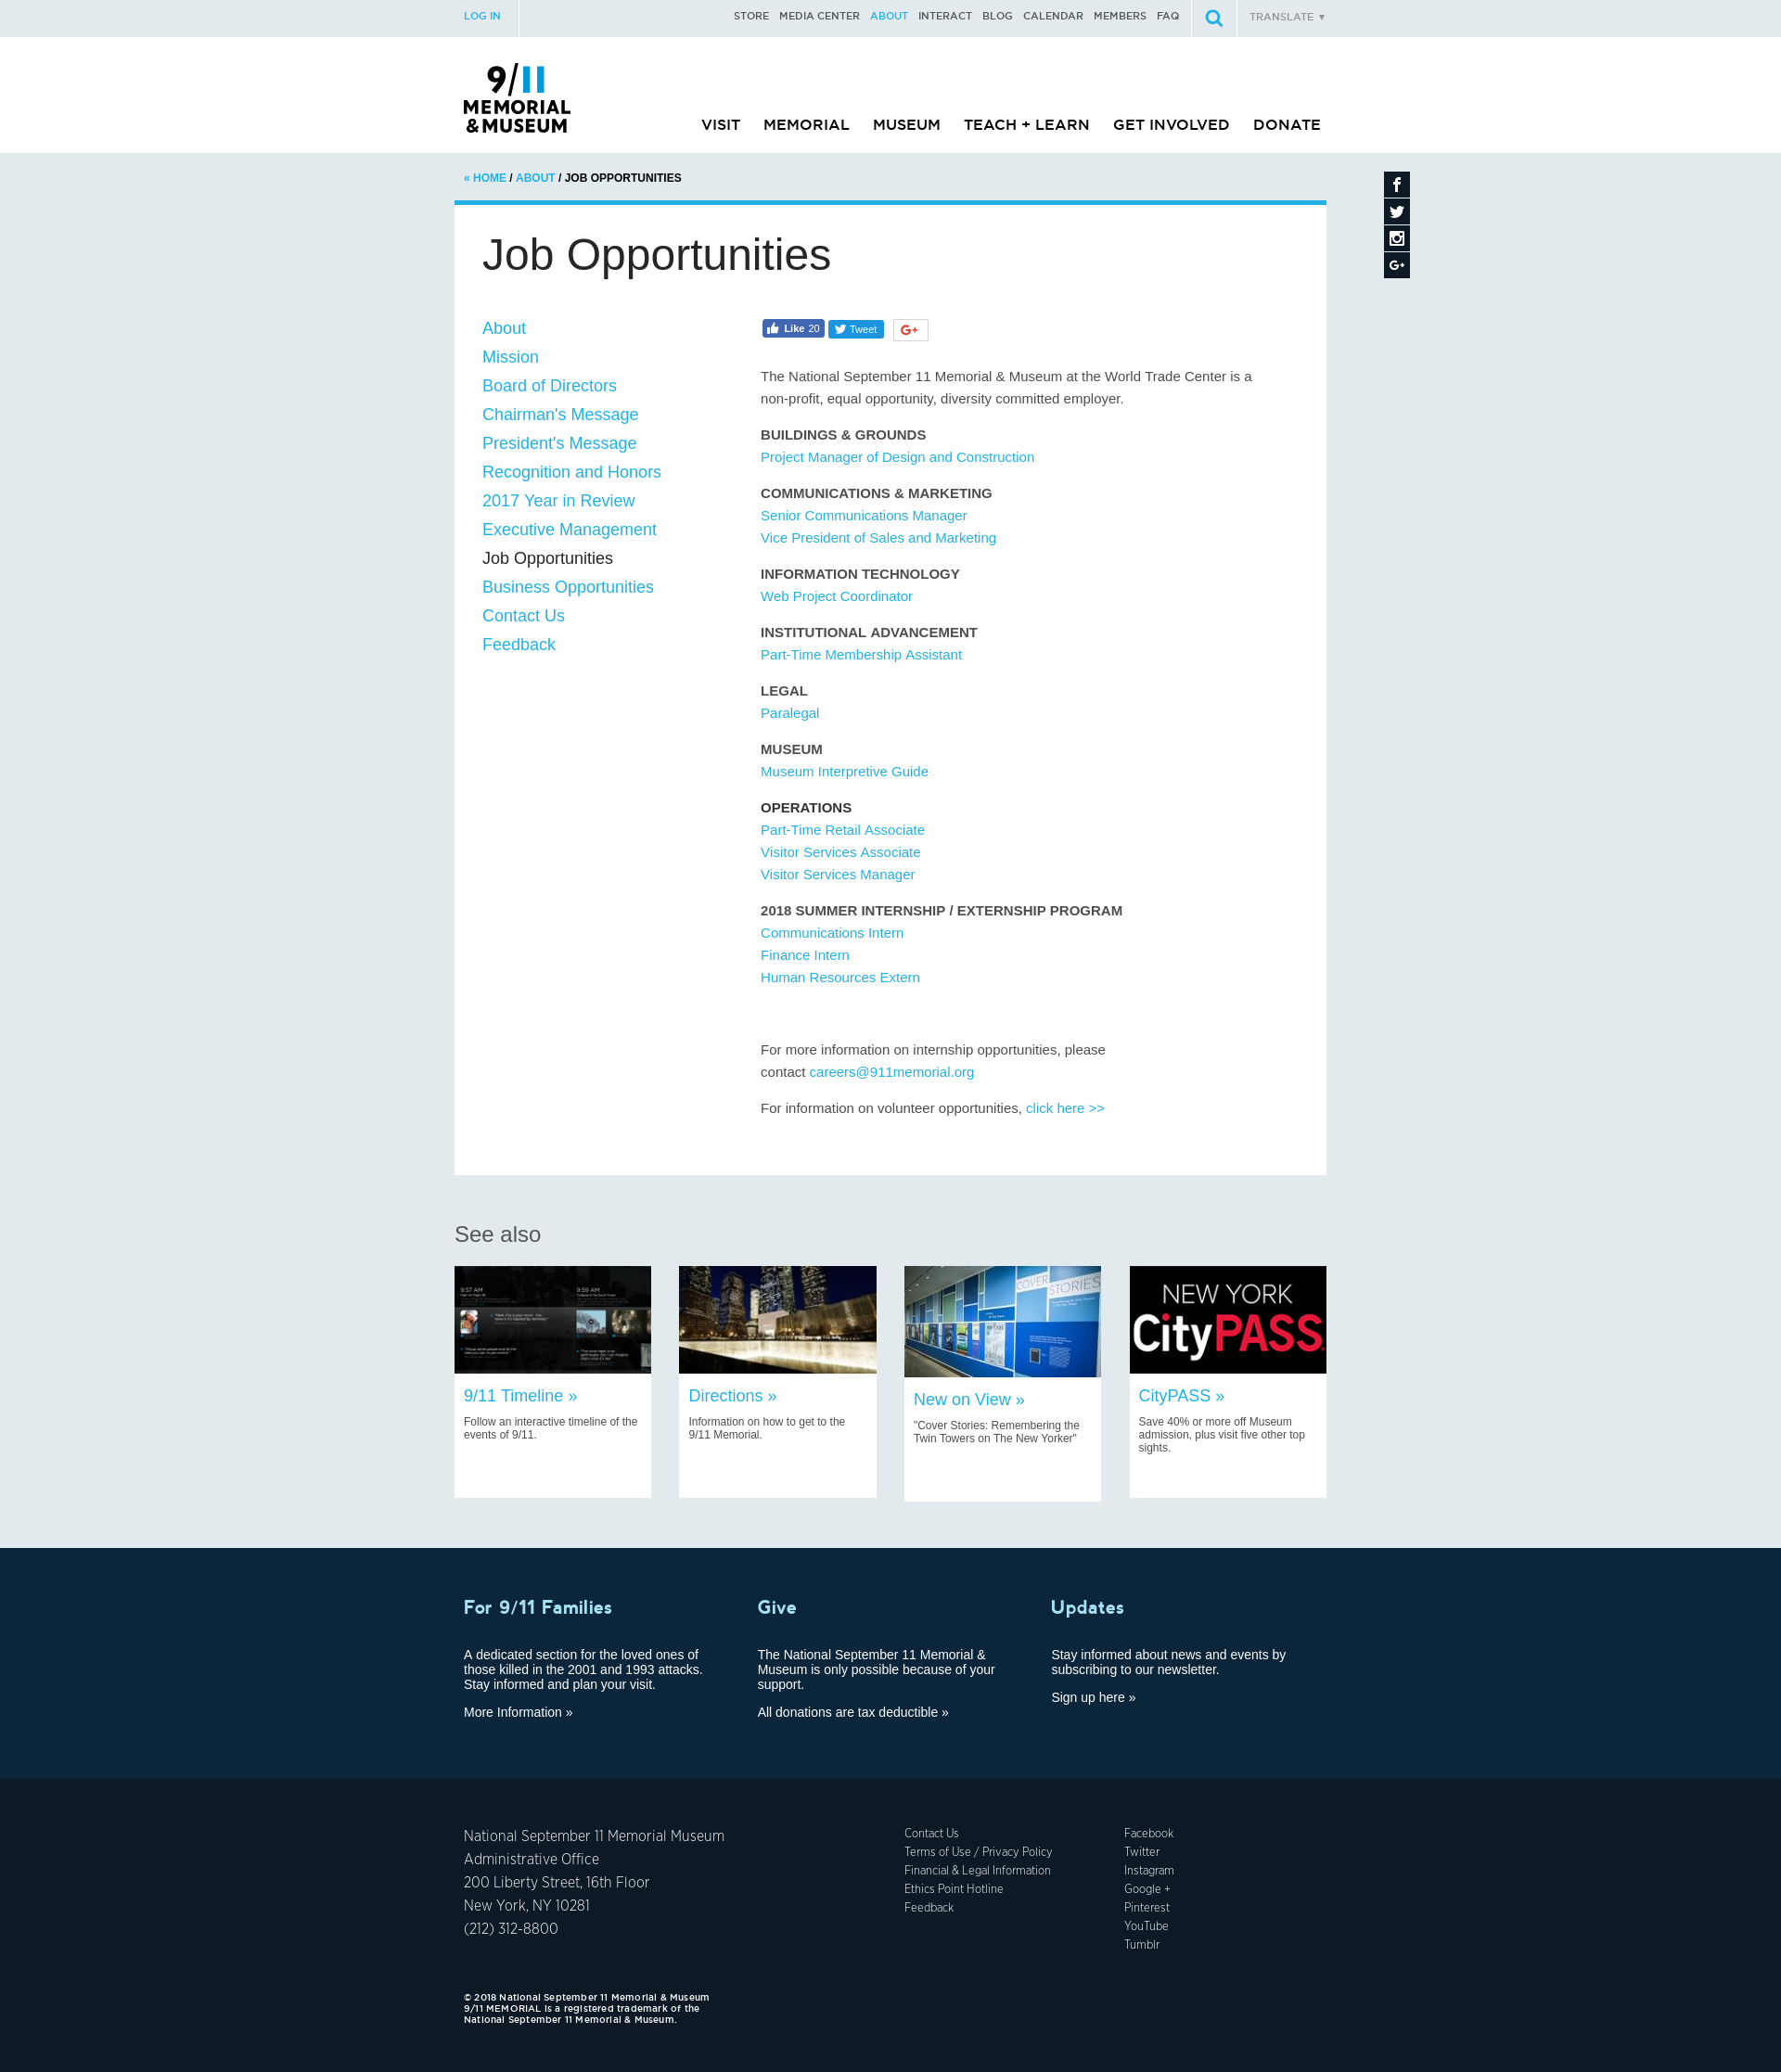 LOG IN
STORE MEDIA CENTER ABOUT INTERACT BLOG CALENDAR MEMBERS FAQ
TRANSLATE ▼
9/11
MEMORIAL
&MUSEUM
VISIT MEMORIAL MUSEUM TEACH + LEARN GET INVOLVED DONATE
« HOME / ABOUT / JOB OPPORTUNITIES
Job Opportunities
About
Mission
Board of Directors
Chairman's Message
President's Message
Recognition and Honors
2017 Year in Review
Executive Management
Job Opportunities
Business Opportunities
Contact Us
Feedback
Like 20
Tweet
G+
The National September 11 Memorial & Museum at the World Trade Center is a
non-profit, equal opportunity, diversity committed employer.
BUILDINGS & GROUNDS
Project Manager of Design and Construction
COMMUNICATIONS & MARKETING
Senior Communications Manager
Vice President of Sales and Marketing
INFORMATION TECHNOLOGY
Web Project Coordinator
INSTITUTIONAL ADVANCEMENT
Part-Time Membership Assistant
LEGAL
Paralegal
MUSEUM
Museum Interpretive Guide
OPERATIONS
Part-Time Retail Associate
Visitor Services Associate
Visitor Services Manager
2018 SUMMER INTERNSHIP / EXTERNSHIP PROGRAM
Communications Intern
Finance Intern
Human Resources Extern
For more information on internship opportunities, please
contact careers@911memorial.org
For information on volunteer opportunities, click here >>
See also
9:57 AM
9:59 AM
9/11 Timeline »
Follow an interactive timeline of the
events of 9/11.
Directions »
Information on how to get to the
9/11 Memorial.
COVER STORIES
New on View »
"Cover Stories: Remembering the
Twin Towers on The New Yorker"
NEW YORK
CityPASS
CityPASS »
Save 40% or more off Museum
admission, plus visit five other top
sights.
For 9/11 Families
A dedicated section for the loved ones of
those killed in the 2001 and 1993 attacks.
Stay informed and plan your visit.
More Information »
Give
The National September 11 Memorial &
Museum is only possible because of your
support.
All donations are tax deductible »
Updates
Stay informed about news and events by
subscribing to our newsletter.
Sign up here »
National September 11 Memorial Museum
Administrative Office
200 Liberty Street, 16th Floor
New York, NY 10281
(212) 312-8800
Contact Us
Terms of Use / Privacy Policy
Financial & Legal Information
Ethics Point Hotline
Feedback
Facebook
Twitter
Instagram
Google +
Pinterest
YouTube
Tumblr
© 2018 National September 11 Memorial & Museum
9/11 MEMORIAL is a registered trademark of the
National September 11 Memorial & Museum.